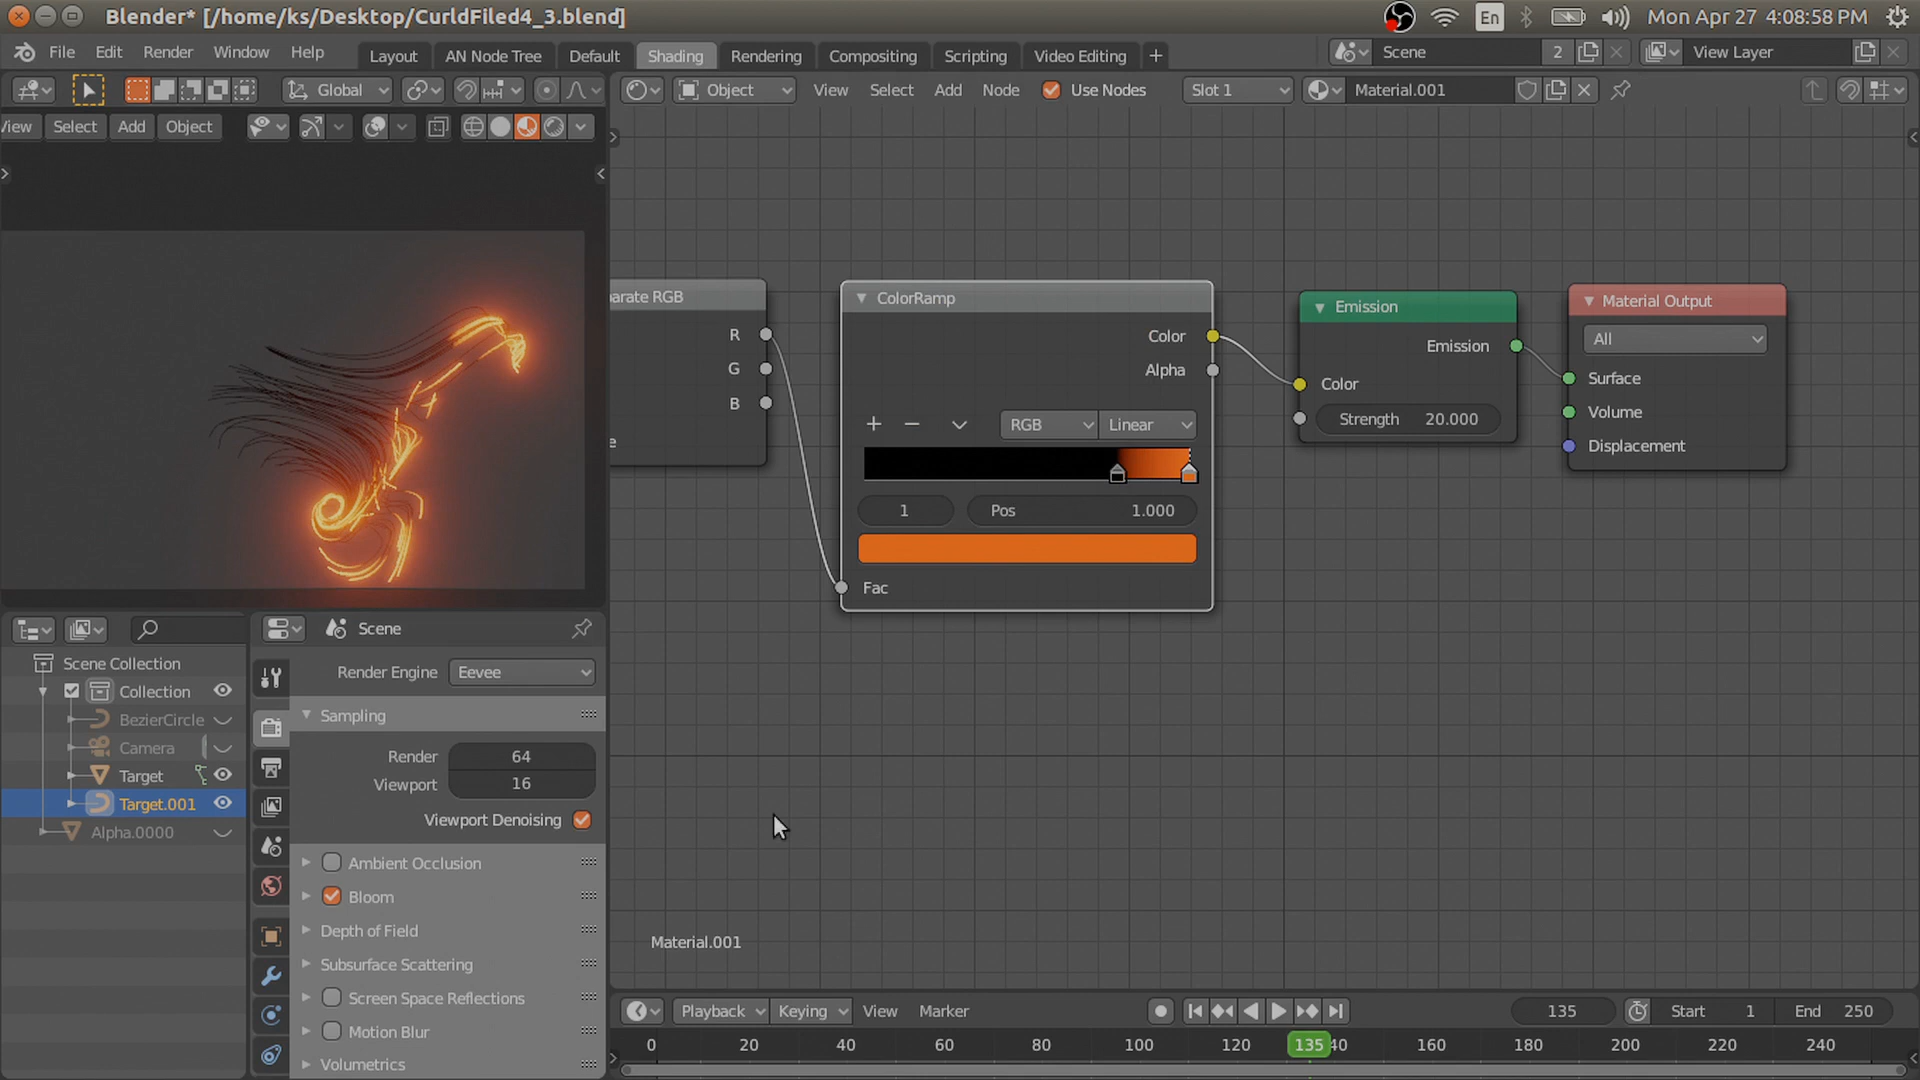 Blender* [/home/ks/Desktop/CurldFiled4_3.blend]
En
Mon Apr 27 4:08:58 PM
File Edit Render Window Help
Layout AN Node Tree Default Shading Rendering Compositing Scripting Video Editing +
Scene 2
View Layer
Global
Object View Select Add Node Use Nodes Slot 1 Material.001
View Select Add Object
arate RGB
R
G
B
e
ColorRamp
Color
Alpha
RGB Linear
1 Pos 1.000
Fac
Emission
Emission
Color
Strength 20.000
Material Output
All
Surface
Volume
Displacement
Scene Collection
Collection
BezierCircle
Camera
Target
Target.001
Alpha.0000
Scene
Render Engine Eevee
Sampling
Render 64
Viewport 16
Viewport Denoising
Ambient Occlusion
Bloom
Depth of Field
Subsurface Scattering
Screen Space Reflections
Motion Blur
Volumetrics
Material.001
Playback Keying View Marker
135 Start 1 End 250
0 20 40 60 80 100 120 135 40 160 180 200 220 240